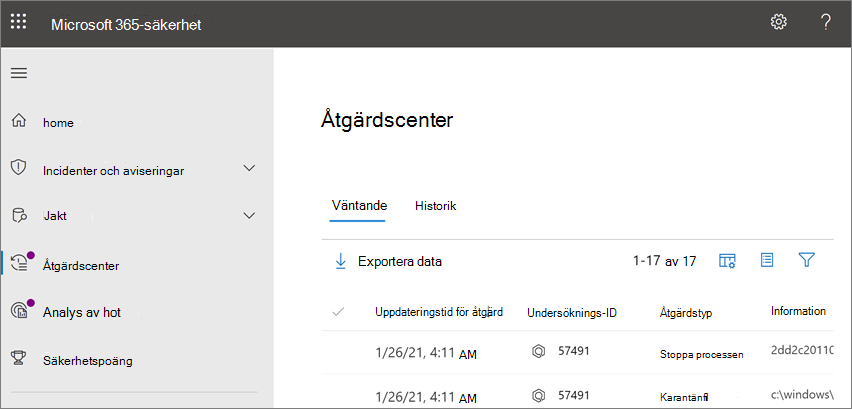 Microsoft 365-säkerhet
?
home
Incidenter och aviseringar
Jakt
Åtgärdscenter
Analys av hot
Säkerhetspoäng
Åtgärdscenter
Väntande Historik
Exportera data 1-17 av 17
Uppdateringstid för åtgärd Undersöknings-ID Åtgärdstyp Information
1/26/21, 4:11 AM 57491 Stoppa processen 2dd2c20110
1/26/21, 4:11 AM 57491 c:\windows\